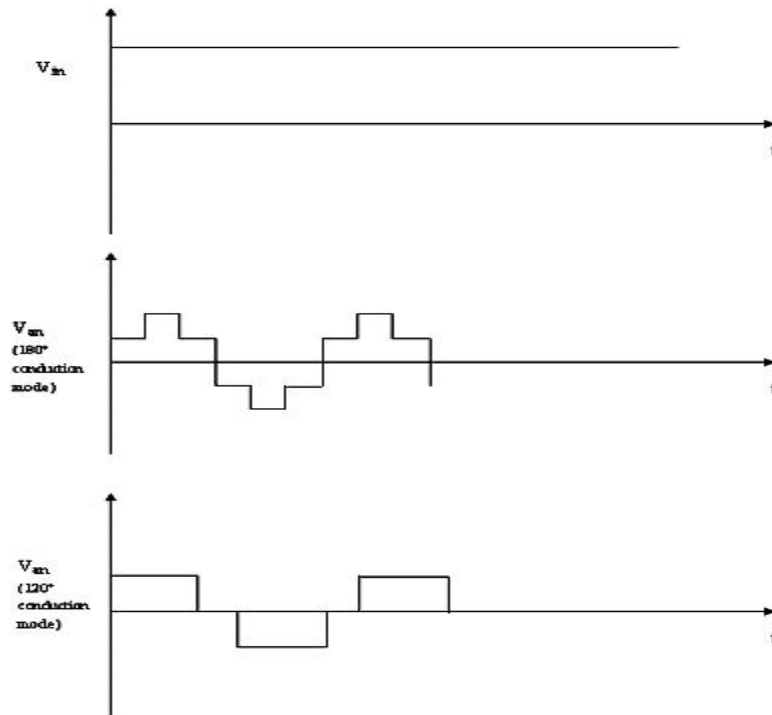 Vin
t
Van
(180°
conduction
mode)
t
Van
(120°
conduction
mode)
t